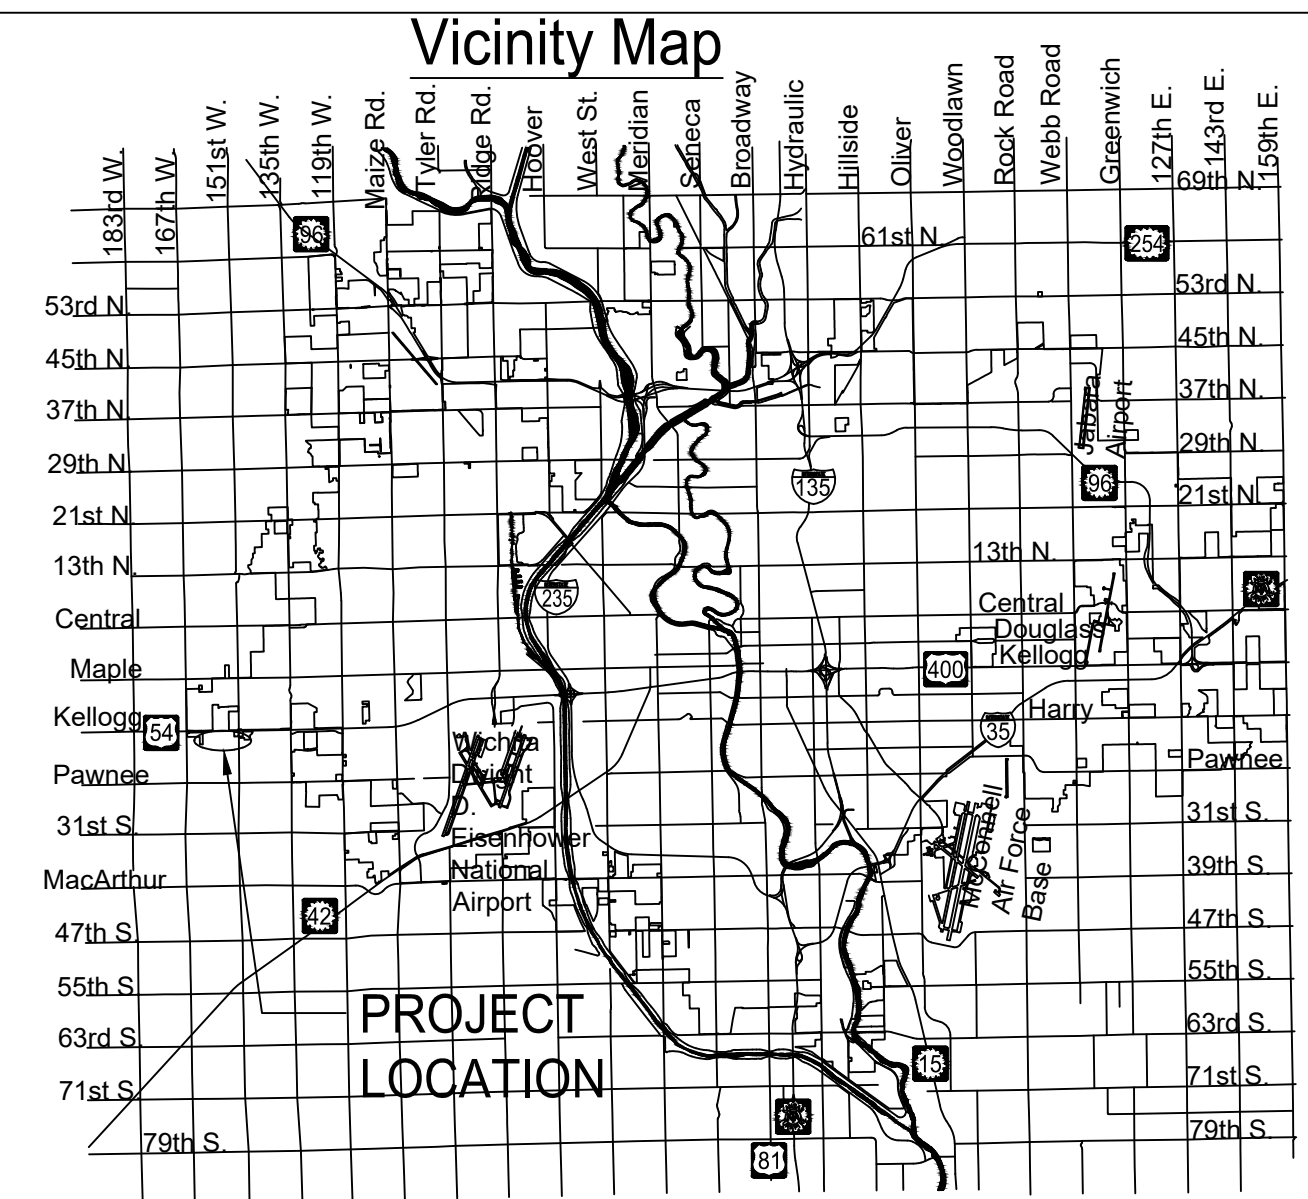 Vicinity Map
183rd W.
167th W.
151st W.
135th W.
119th W.
Maize Rd.
Tyler Rd.
Ridge Rd.
Hoover
West St.
Meridian
Seneca
Broadway
Hydraulic
Hillside
Oliver
Woodlawn
Rock Road
Webb Road
Greenwich
127th E.
143rd E.
159th E.
69th N.
96
61st N.
254
53rd N.
53rd N.
45th N.
45th N.
37th N.
37th N.
Jabara
Airport
29th N.
29th N.
135
96
21st N.
21st N.
13th N.
13th N.
235
Central
Central
Douglass
Kellogg
Maple
400
Kellogg
54
Harry
35
Wichita
Dwight
D.
Eisenhower
National
Airport
Pawnee
Pawnee
31st S.
31st S.
McConnell
Air Force
Base
MacArthur
39th S.
42
47th S.
47th S.
55th S.
55th S.
PROJECT
LOCATION
63rd S.
63rd S.
15
71st S.
71st S.
79th S.
79th S.
81